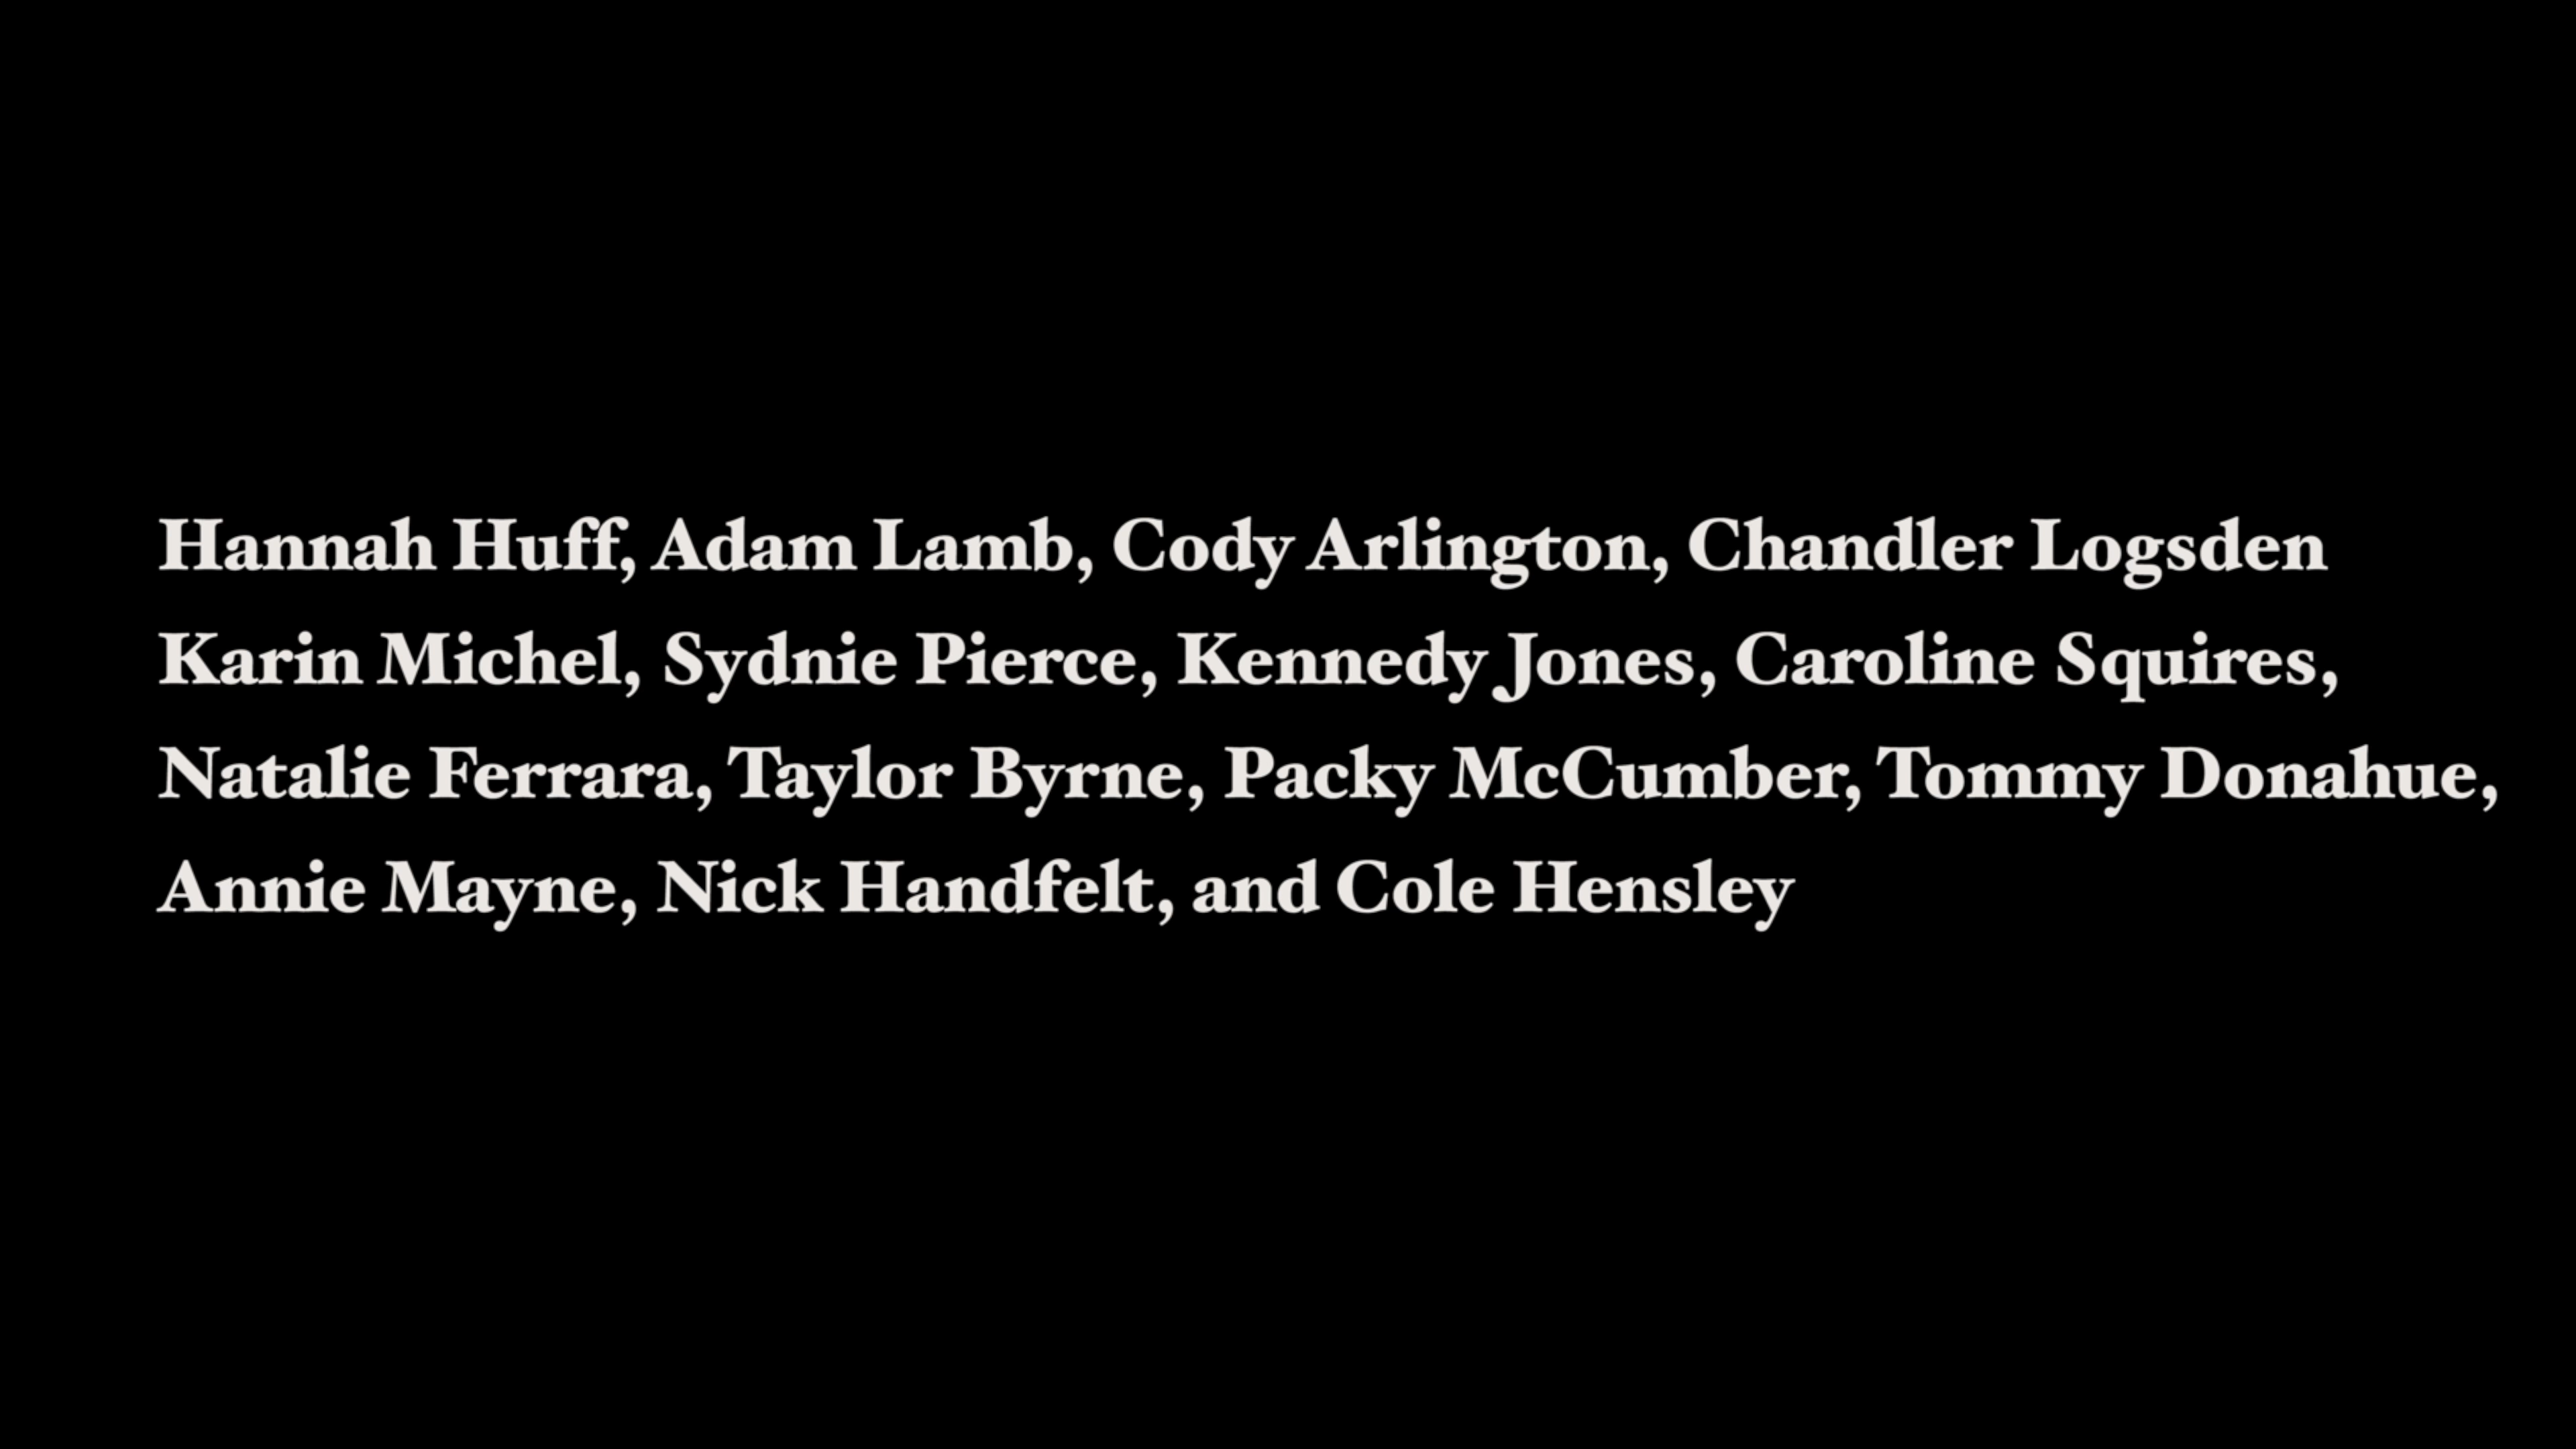 Hannah Huff, Adam Lamb, Cody Arlington, Chandler Logsden
Karin Michel, Sydnie Pierce, Kennedy Jones, Caroline Squires,
Natalie Ferrara, Taylor Byrne, Packy McCumber, Tommy Donahue,
Annie Mayne, Nick Handfelt, and Cole Hensley